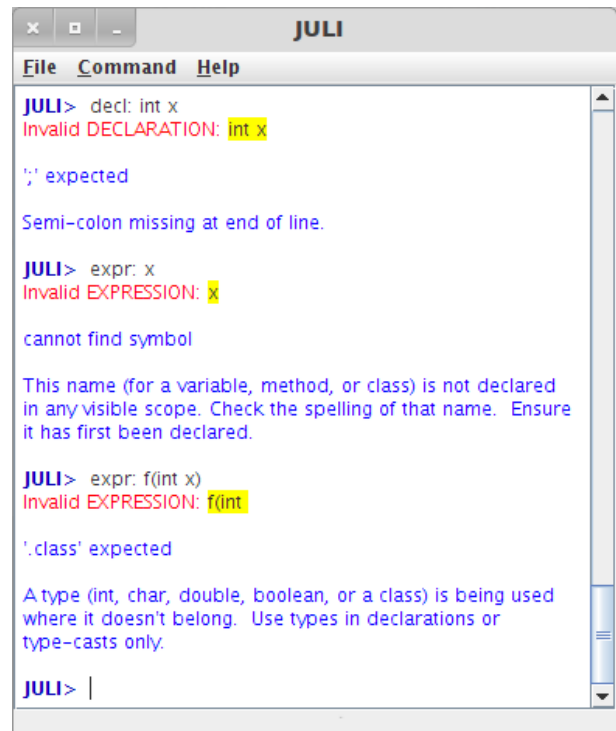 JULI
File Command Help
JULI> decl: int x
Invalid DECLARATION: int x
';' expected
Semi-colon missing at end of line.
JULI> expr: x
Invalid EXPRESSION: x
cannot find symbol
This name (for a variable, method, or class) is not declared
in any visible scope. Check the spelling of that name. Ensure
it has first been declared.
JULI> expr: f(int x)
Invalid EXPRESSION: f(int
'.class' expected
A type (int, char, double, boolean, or a class) is being used
where it doesn't belong. Use types in declarations or
type-casts only.
JULI>